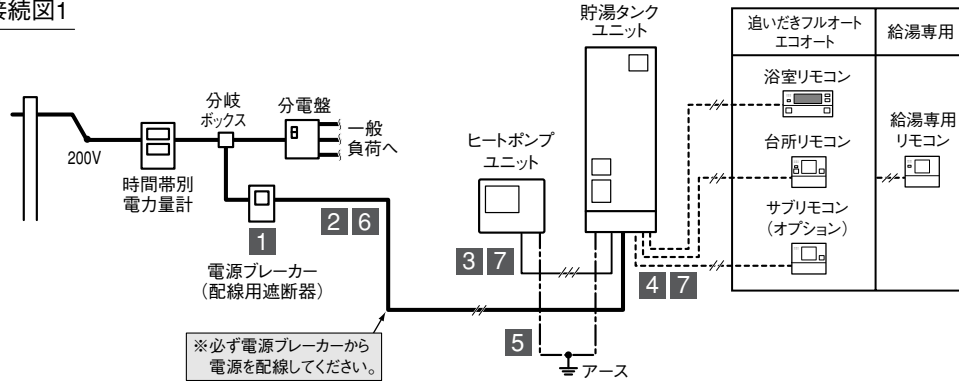 接続図1
200V
時間帯別
電力量計
分岐
ボックス
分電盤
一般
負荷へ
1
電源ブレーカー
(配線用遮断器)
2 6
※必ず電源ブレーカーから
電源を配線してください。
ヒートポンプ
ユニット
3 7
貯湯タンク
ユニット
4 7
5
アース
追いだきフルオート
エコオート
給湯専用
浴室リモコン
台所リモコン
サブリモコン
(オプション)
給湯専用
リモコン